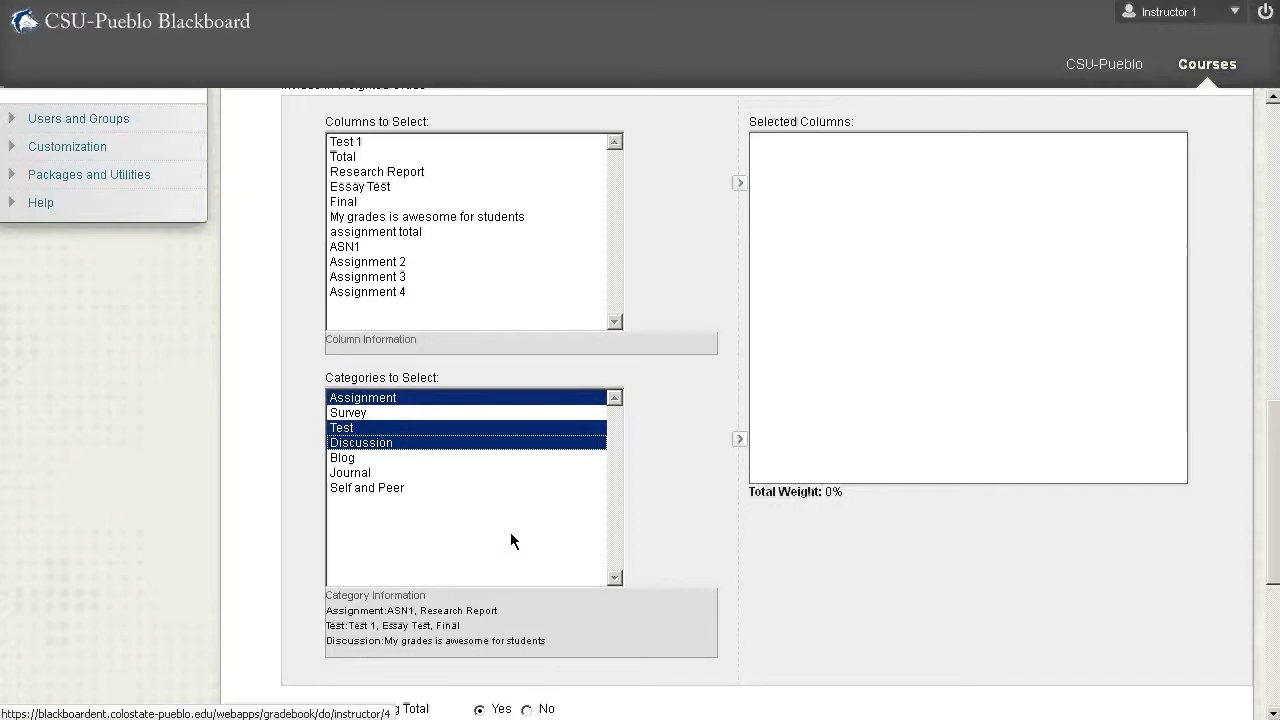 CSU-Pueblo Blackboard
Instructor 1
CSU-Pueblo
Courses
Users and Groups
Customization
Packages and Utilities
Help
Columns to Select:
Test 1
Total
Research Report
Essay Test
Final
My grades is awesome for students
assignment total
ASN1
Assignment 2
Assignment 3
Assignment 4
Column Information
Categories to Select:
Assignment
Survey
Test
Discussion
Blog
Journal
Self and Peer
Category Information
Assignment:ASN1, Research Report
Test:Test 1, Essay Test, Final
Discussion:My grades is awesome for students
Selected Columns:
Total Weight: 0%
Total
Yes
No
https://blackboardent.colostate-pueblo.edu/webapps/gradebook/do/instructor/4